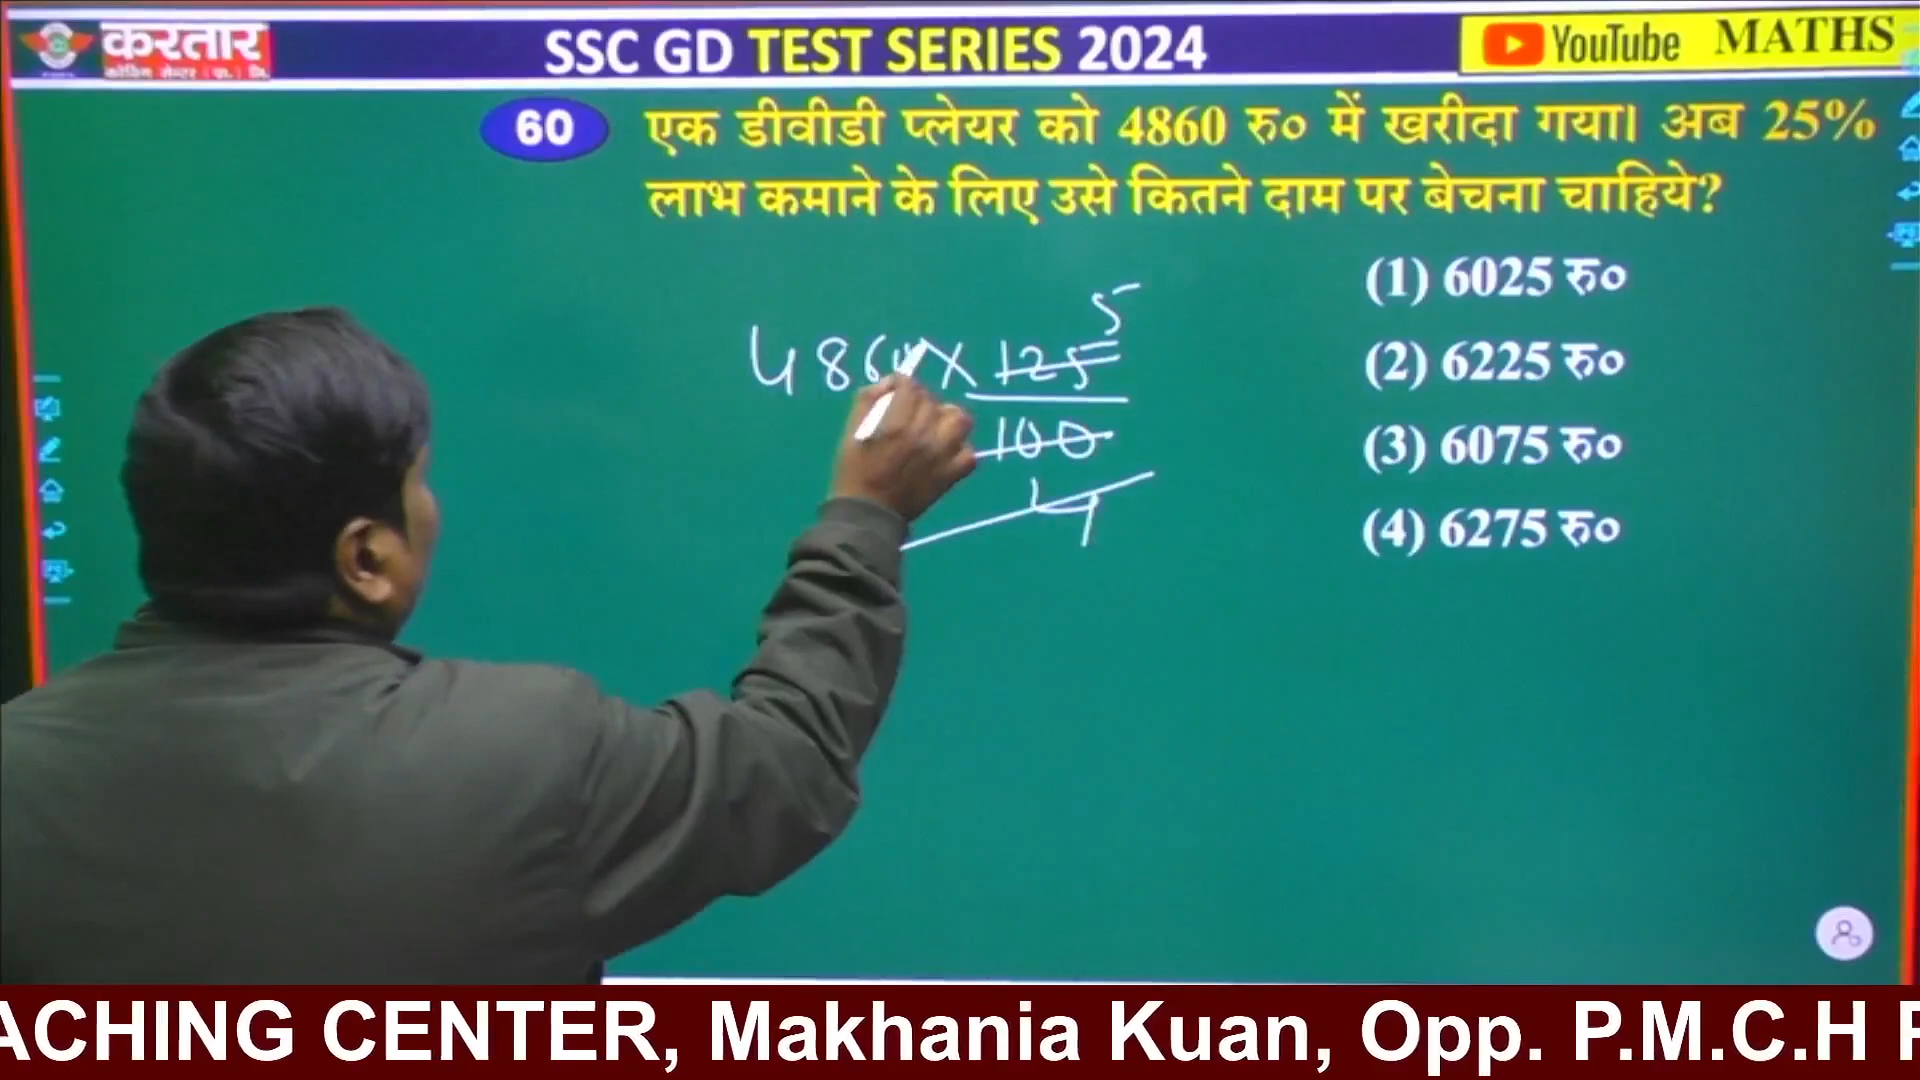 करतार
कोचिंग सेन्टर (प्रा.) लि.
SSC GD TEST SERIES 2024
YouTube MATHS
60 एक डीवीडी प्लेयर को 4860 रु० में खरीदा गया। अब 25%
लाभ कमाने के लिए उसे कितने दाम पर बेचना चाहिये?
(1) 6025 रु०
(2) 6225 रु०
(3) 6075 रु०
(4) 6275 रु०
5
486 X 125
100
4
ACHING CENTER, Makhania Kuan, Opp. P.M.C.H